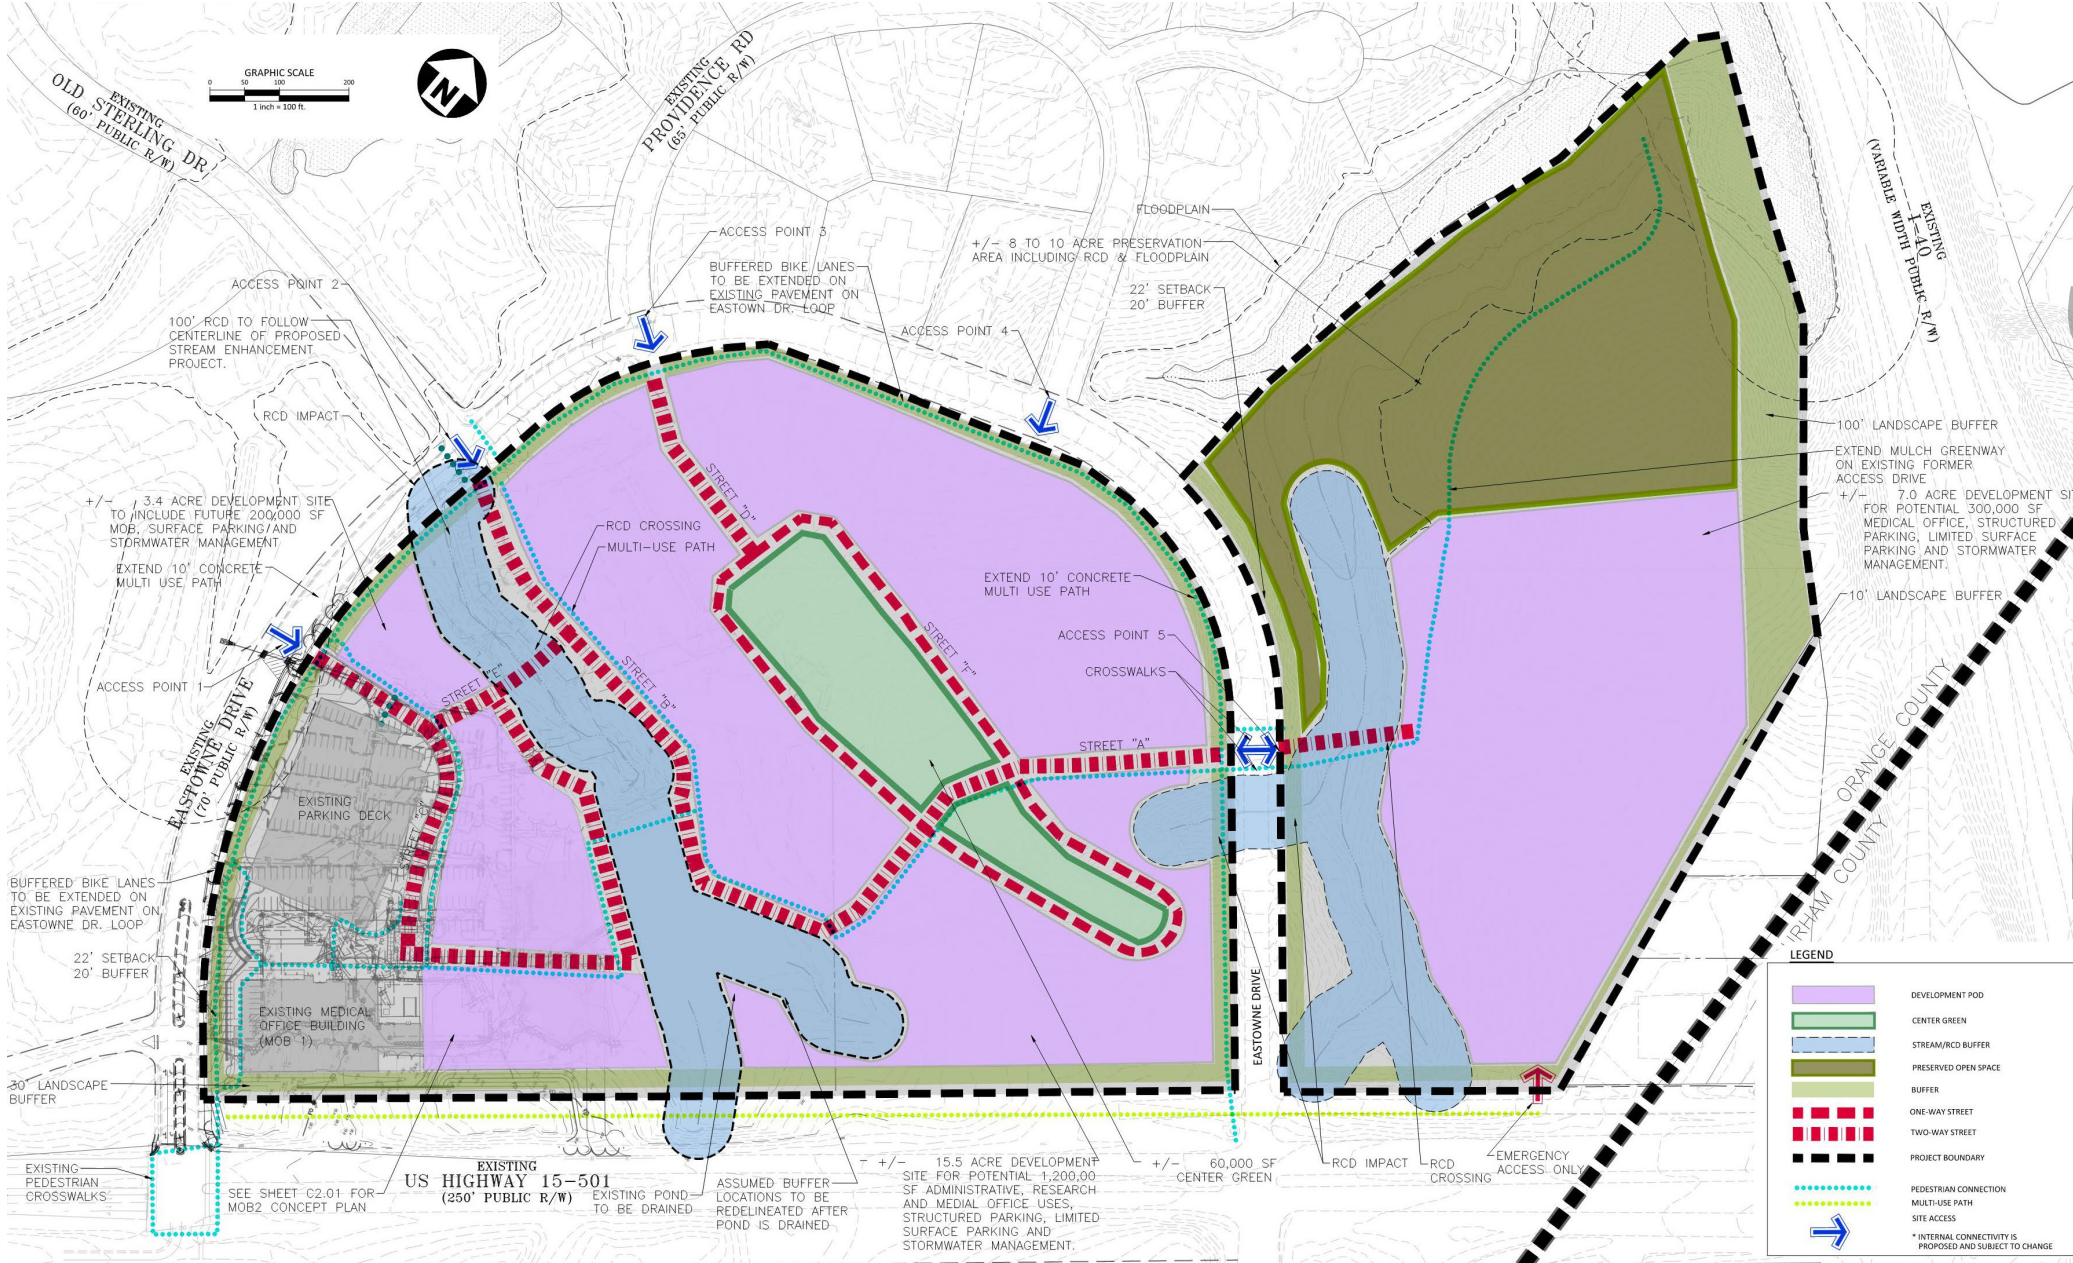 GRAPHIC SCALE
0 50 100 200
1 inch = 100 ft.
N
EXISTING
OLD STERLING DR
(60' PUBLIC R/W)
EXISTING
PROVIDENCE RD
(65' PUBLIC R/W)
ACCESS POINT 3
BUFFERED BIKE LANES
TO BE EXTENDED ON
EXISTING PAVEMENT ON
EASTOWN DR. LOOP
ACCESS POINT 4
FLOODPLAIN
+/- 8 TO 10 ACRE PRESERVATION
AREA INCLUDING RCD & FLOODPLAIN
22' SETBACK
20' BUFFER
EXISTING
I-40
(VARIABLE WIDTH PUBLIC R/W)
ACCESS POINT 2
100' RCD TO FOLLOW
CENTERLINE OF PROPOSED
STREAM ENHANCEMENT
PROJECT.
RCD IMPACT
+/- 3.4 ACRE DEVELOPMENT SITE
TO INCLUDE FUTURE 200,000 SF
MOB, SURFACE PARKING/AND
STORMWATER MANAGEMENT
EXTEND 10' CONCRETE
MULTI USE PATH
ACCESS POINT 1
EXISTING
EASTOWNE DRIVE
(70' PUBLIC R/W)
RCD CROSSING
MULTI-USE PATH
STREET "D"
STREET "F"
STREET "E"
STREET "B"
STREET "C"
STREET "A"
EXTEND 10' CONCRETE
MULTI USE PATH
ACCESS POINT 5
CROSSWALKS
100' LANDSCAPE BUFFER
EXTEND MULCH GREENWAY
ON EXISTING FORMER
ACCESS DRIVE
+/- 7.0 ACRE DEVELOPMENT SIT
FOR POTENTIAL 300,000 SF
MEDICAL OFFICE, STRUCTURED
PARKING, LIMITED SURFACE
PARKING AND STORMWATER
MANAGEMENT.
10' LANDSCAPE BUFFER
ORANGE COUNTY
RHAM COUNTY
EXISTING
PARKING DECK
EXISTING MEDICAL
OFFICE BUILDING
(MOB 1)
BUFFERED BIKE LANES
TO BE EXTENDED ON
EXISTING PAVEMENT ON
EASTOWNE DR. LOOP
22' SETBACK
20' BUFFER
30' LANDSCAPE
BUFFER
EXISTING
PEDESTRIAN
CROSSWALKS
SEE SHEET C2.01 FOR
MOB2 CONCEPT PLAN
EXISTING
US HIGHWAY 15-501
(250' PUBLIC R/W)
EXISTING POND
TO BE DRAINED
ASSUMED BUFFER
LOCATIONS TO BE
REDELINEATED AFTER
POND IS DRAINED
+/- 15.5 ACRE DEVELOPMENT
SITE FOR POTENTIAL 1,200,00
SF ADMINISTRATIVE, RESEARCH
AND MEDIAL OFFICE USES,
STRUCTURED PARKING, LIMITED
SURFACE PARKING AND
STORMWATER MANAGEMENT.
+/- 60,000 SF
CENTER GREEN
EASTOWNE DRIVE
RCD IMPACT
RCD
CROSSING
EMERGENCY
ACCESS ONLY
LEGEND
DEVELOPMENT POD
CENTER GREEN
STREAM/RCD BUFFER
PRESERVED OPEN SPACE
BUFFER
ONE-WAY STREET
TWO-WAY STREET
PROJECT BOUNDARY
PEDESTRIAN CONNECTION
MULTI-USE PATH
SITE ACCESS
* INTERNAL CONNECTIVITY IS
PROPOSED AND SUBJECT TO CHANGE